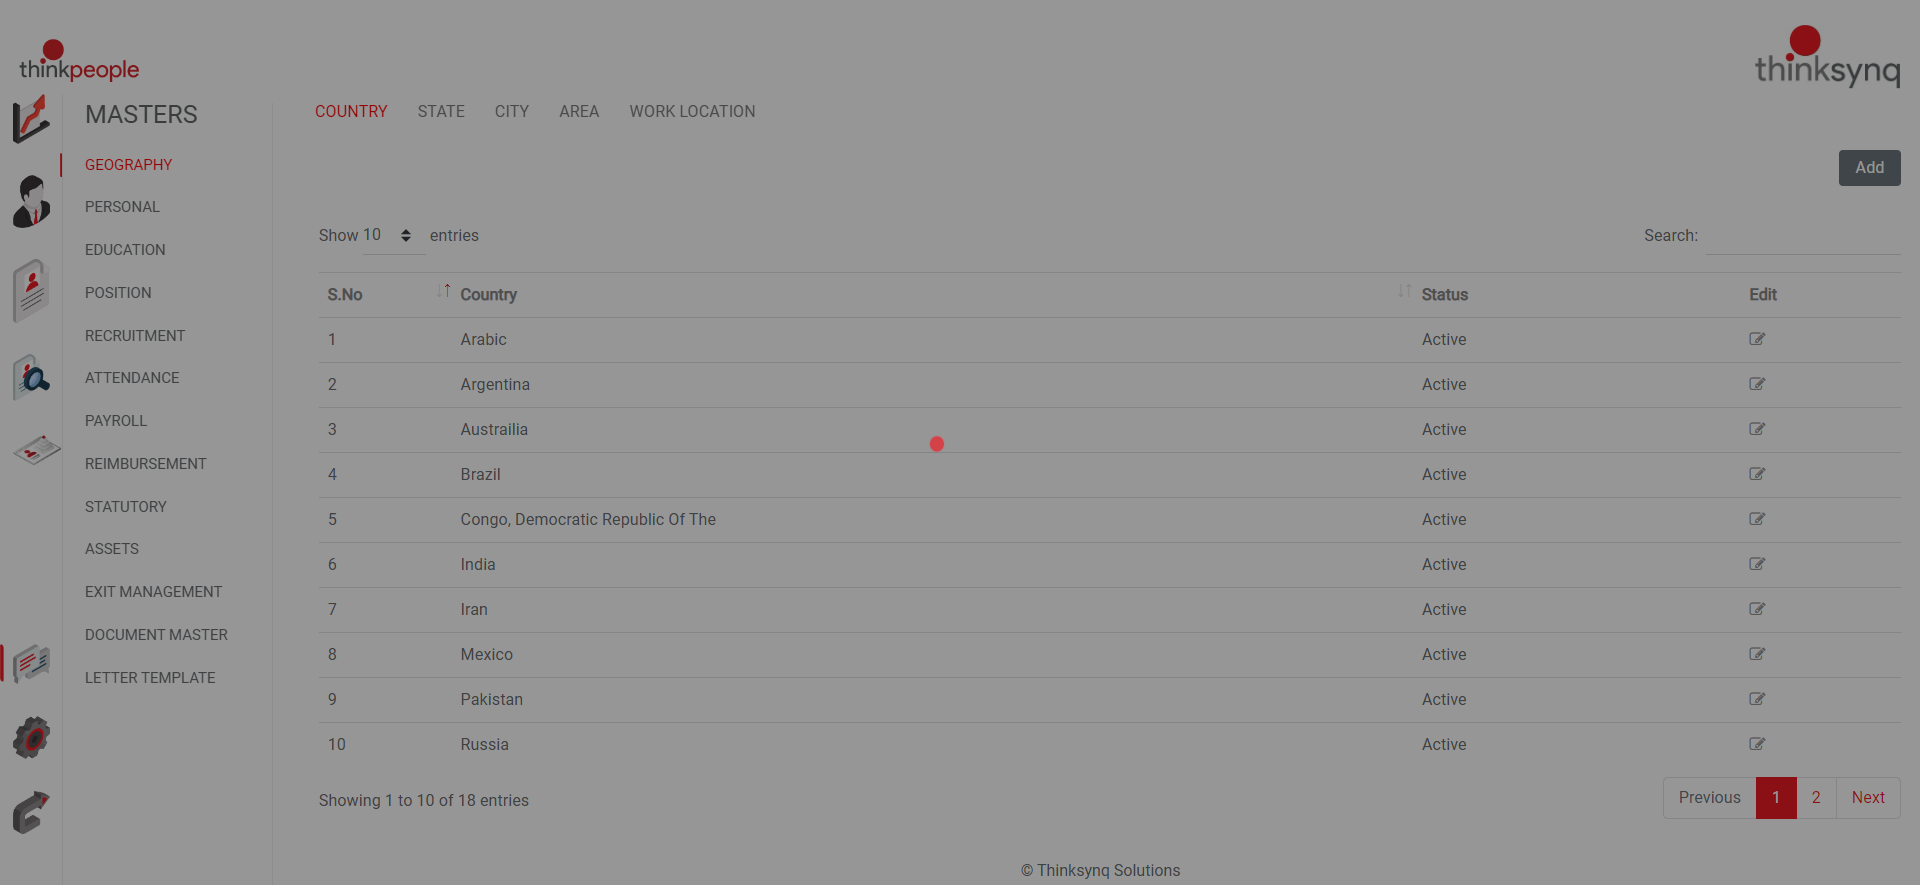 thinkpeople
thinksynq
MASTERS
GEOGRAPHY
PERSONAL
EDUCATION
POSITION
RECRUITMENT
ATTENDANCE
PAYROLL
REIMBURSEMENT
STATUTORY
ASSETS
EXIT MANAGEMENT
DOCUMENT MASTER
LETTER TEMPLATE
COUNTRY STATE CITY AREA WORK LOCATION
Add
Show 10 entries Search:
S.No Country Status Edit
1 Arabic Active
2 Argentina Active
3 Austrailia Active
4 Brazil Active
5 Congo, Democratic Republic Of The Active
6 India Active
7 Iran Active
8 Mexico Active
9 Pakistan Active
10 Russia Active
Showing 1 to 10 of 18 entries Previous 1 2 Next
© Thinksynq Solutions